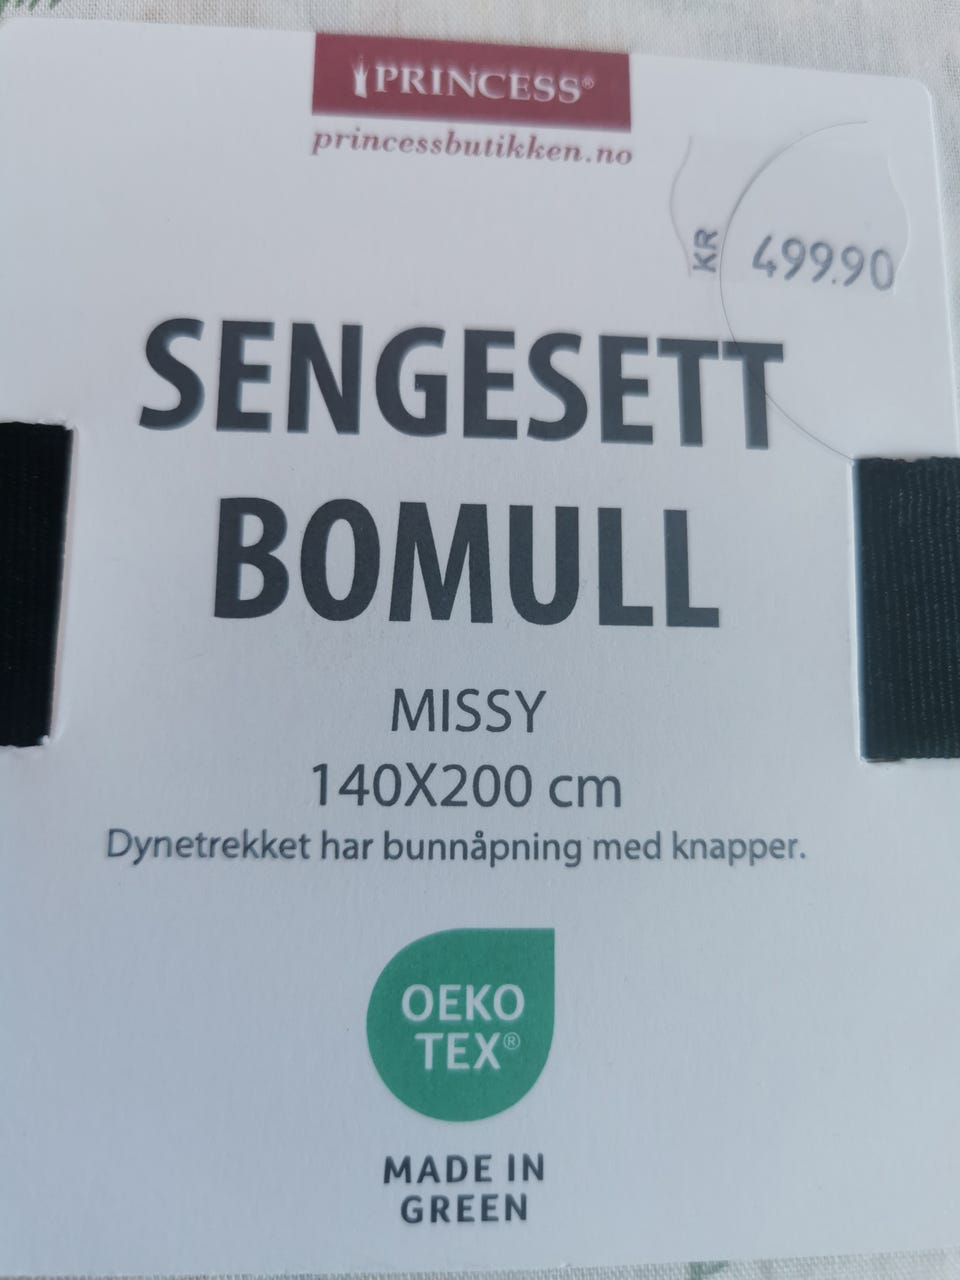 PRINCESS®
princessbutikken.no
KR 499.90
SENGESETT
BOMULL
MISSY
140X200 cm
Dynetrekket har bunnåpning med knapper.
OEKO
TEX®
MADE IN
GREEN